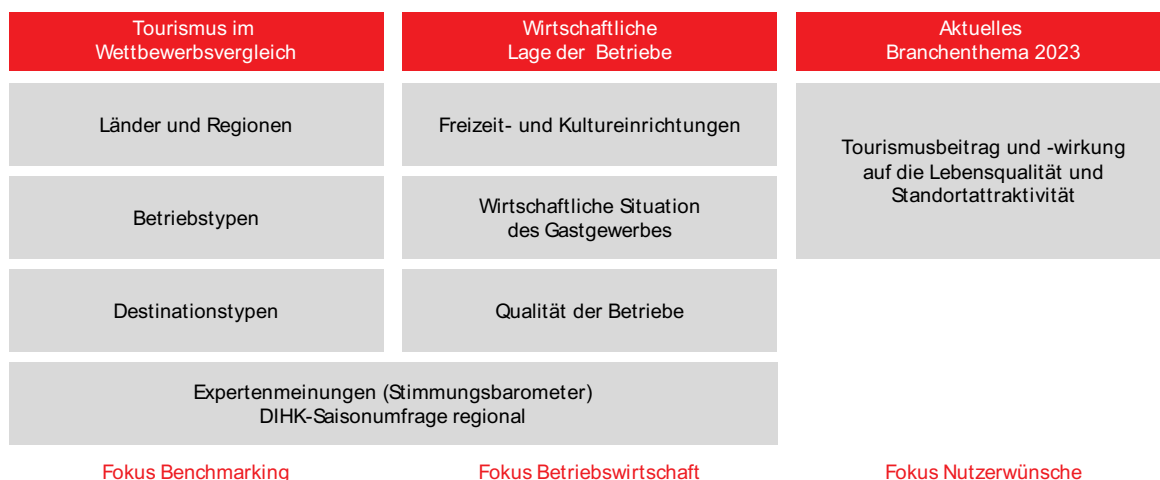 Tourismus im
Wettbewerbsvergleich
Wirtschaftliche
Lage der Betriebe
Aktuelles
Branchenthema 2023
Länder und Regionen
Freizeit- und Kultureinrichtungen
Tourismusbeitrag und -wirkung
auf die Lebensqualität und
Standortattraktivität
Betriebstypen
Wirtschaftliche Situation
des Gastgewerbes
Destinationstypen
Qualität der Betriebe
Expertenmeinungen (Stimmungsbarometer)
DIHK-Saisonumfrage regional
Fokus Benchmarking
Fokus Betriebswirtschaft
Fokus Nutzerwünsche